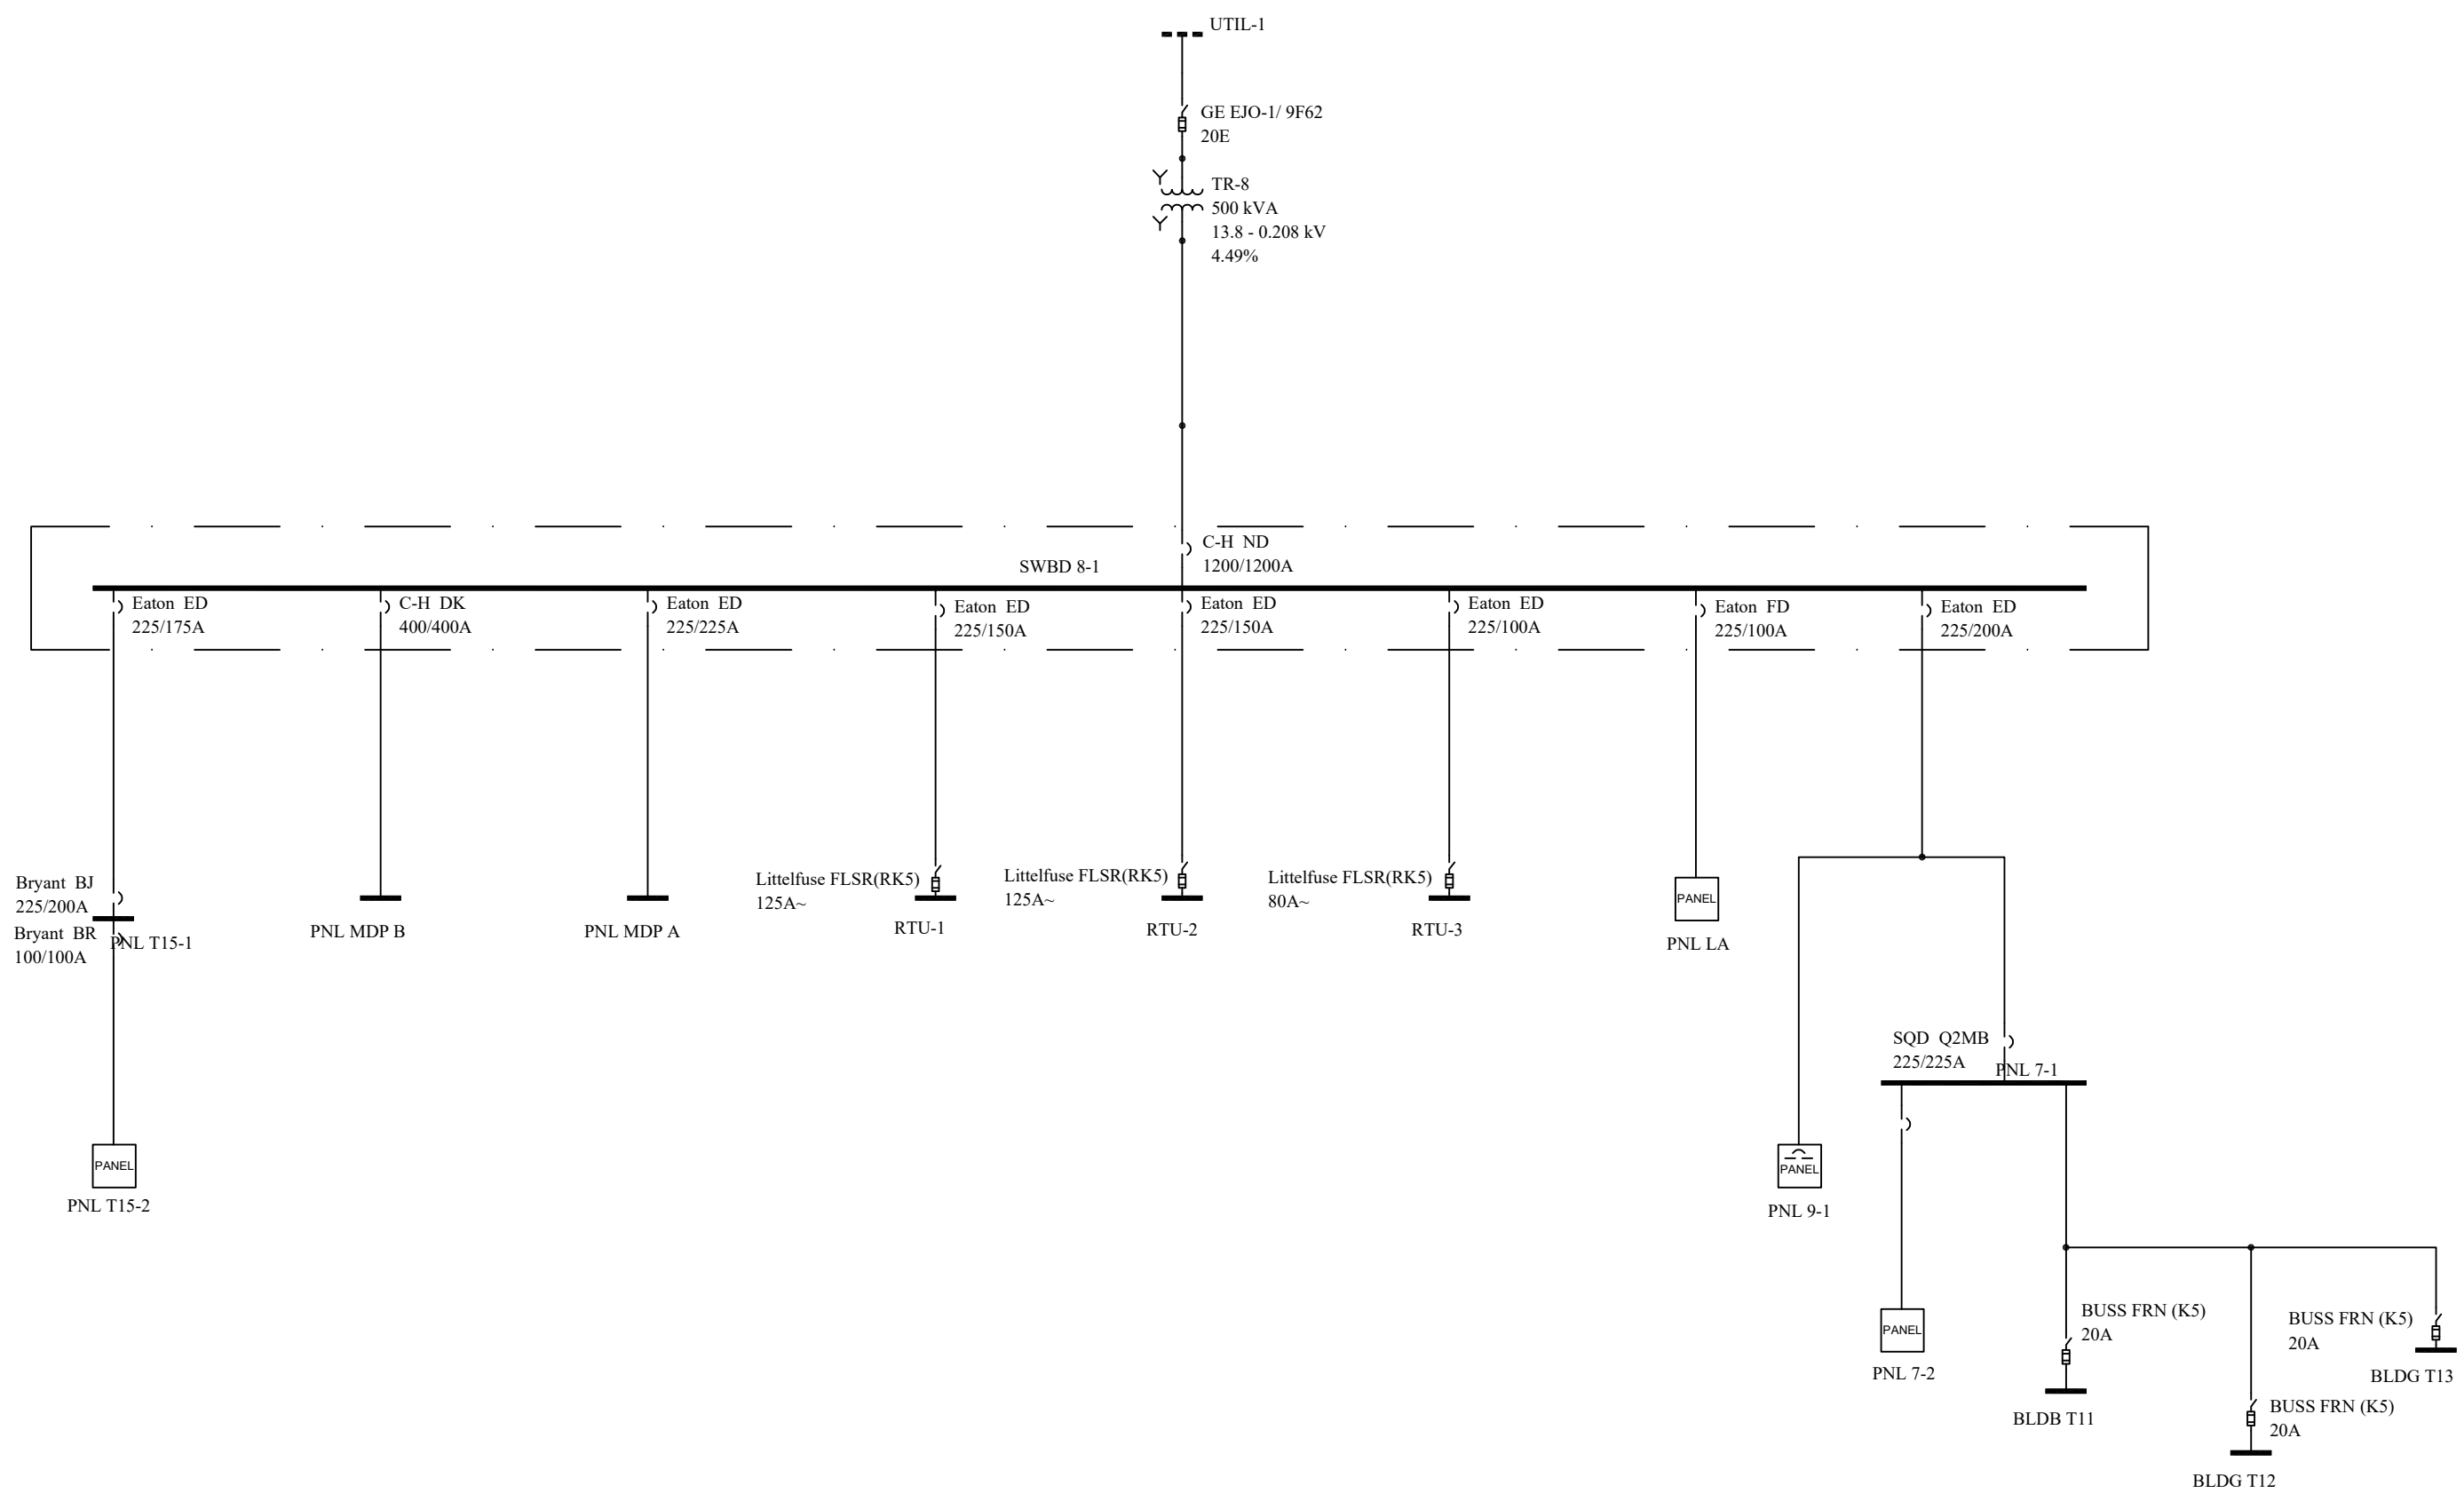 UTIL-1
GE EJO-1/ 9F62
20E
TR-8
500 kVA
13.8 - 0.208 kV
4.49%
C-H  ND
1200/1200A
SWBD 8-1
Eaton  ED
225/175A
C-H  DK
400/400A
Eaton  ED
225/225A
Eaton  ED
225/150A
Eaton  ED
225/150A
Eaton  ED
225/100A
Eaton  FD
225/100A
Eaton  ED
225/200A
Bryant  BJ
225/200A
Bryant  BR
100/100A
PNL T15-1
PNL MDP B
PNL MDP A
Littelfuse FLSR(RK5)
125A~
RTU-1
Littelfuse FLSR(RK5)
125A~
RTU-2
Littelfuse FLSR(RK5)
80A~
RTU-3
PANEL
PNL LA
SQD  Q2MB
225/225A
PNL 7-1
PANEL
PNL T15-2
PANEL
PNL 9-1
PANEL
PNL 7-2
BUSS FRN (K5)
20A
BLDB T11
BUSS FRN (K5)
20A
BLDG T13
BUSS FRN (K5)
20A
BLDG T12